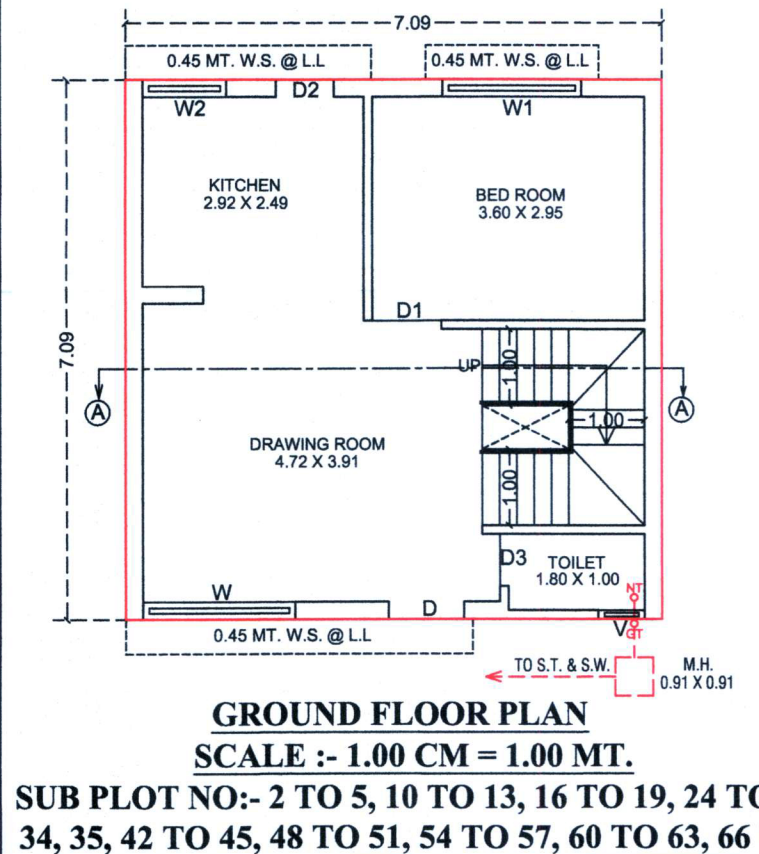 7.09
0.45 MT. W.S. @ L.L
0.45 MT. W.S. @ L.L
W2
D2
W1
KITCHEN
2.92 X 2.49
BED ROOM
3.60 X 2.95
D1
7.09
UP
1.00
A
A
1.00
DRAWING ROOM
4.72 X 3.91
1.00
D3
TOILET
1.80 X 1.00
NT
W
D
V
GT
0.45 MT. W.S. @ L.L
TO S.T. & S.W.
M.H.
0.91 X 0.91
GROUND FLOOR PLAN
SCALE :- 1.00 CM = 1.00 MT.
SUB PLOT NO:- 2 TO 5, 10 TO 13, 16 TO 19, 24 TO
34, 35, 42 TO 45, 48 TO 51, 54 TO 57, 60 TO 63, 66